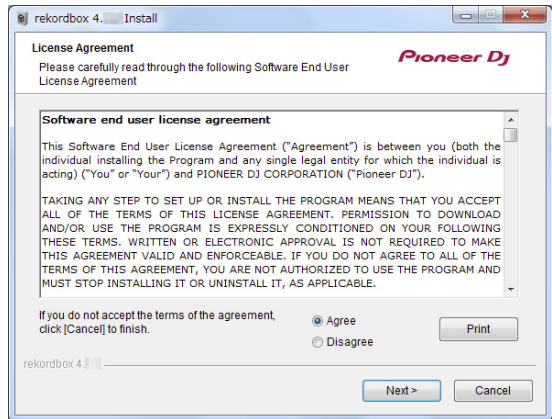 rekordbox 4. Install
License Agreement
Please carefully read through the following Software End User
License Agreement
Pioneer Dj
Software end user license agreement
This Software End User License Agreement (“Agreement”) is between you (both the
individual installing the Program and any single legal entity for which the individual is
acting) (“You” or “Your”) and PIONEER DJ CORPORATION (“Pioneer DJ”).
TAKING ANY STEP TO SET UP OR INSTALL THE PROGRAM MEANS THAT YOU ACCEPT
ALL OF THE TERMS OF THIS LICENSE AGREEMENT. PERMISSION TO DOWNLOAD
AND/OR USE THE PROGRAM IS EXPRESSLY CONDITIONED ON YOUR FOLLOWING
THESE TERMS. WRITTEN OR ELECTRONIC APPROVAL IS NOT REQUIRED TO MAKE
THIS AGREEMENT VALID AND ENFORCEABLE. IF YOU DO NOT AGREE TO ALL OF THE
TERMS OF THIS AGREEMENT, YOU ARE NOT AUTHORIZED TO USE THE PROGRAM AND
MUST STOP INSTALLING IT OR UNINSTALL IT, AS APPLICABLE.
If you do not accept the terms of the agreement,
click [Cancel] to finish.
Agree
Disagree
Print
rekordbox 4.
Next >
Cancel